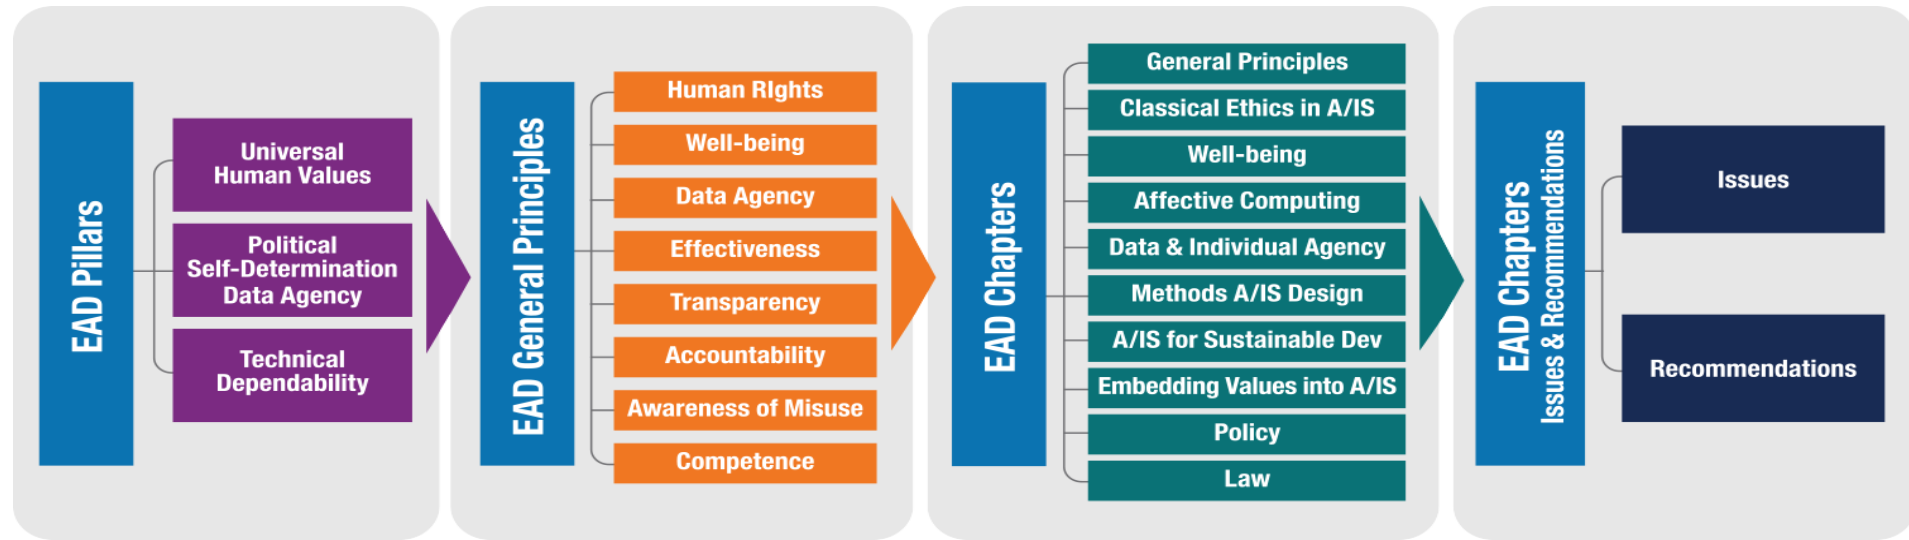 EAD Pillars
Universal
Human Values
Political
Self-Determination
Data Agency
Technical
Dependability
EAD General Principles
Human RIghts
Well-being
Data Agency
Effectiveness
Transparency
Accountability
Awareness of Misuse
Competence
EAD Chapters
General Principles
Classical Ethics in A/IS
Well-being
Affective Computing
Data & Individual Agency
Methods A/IS Design
A/IS for Sustainable Dev
Embedding Values into A/IS
Policy
Law
EAD Chapters
Issues & Recommendations
Issues
Recommendations